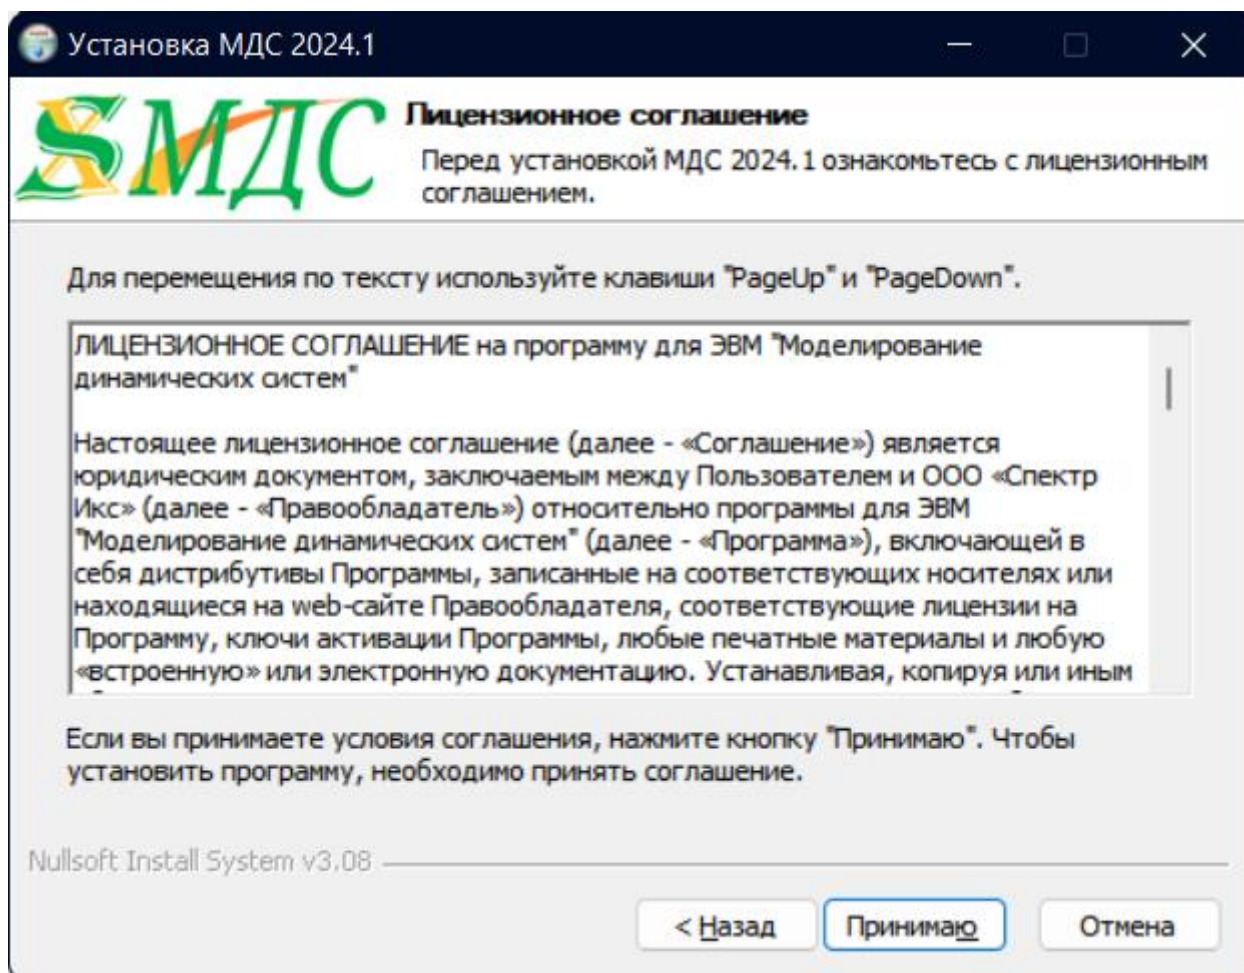 Установка МДС 2024.1
SМДС
Лицензионное соглашение
Перед установкой МДС 2024.1 ознакомьтесь с лицензионным
соглашением.
Для перемещения по тексту используйте клавиши "PageUp" и "PageDown".
ЛИЦЕНЗИОННОЕ СОГЛАШЕНИЕ на программу для ЭВМ "Моделирование
динамических систем"
Настоящее лицензионное соглашение (далее - «Соглашение») является
юридическим документом, заключаемым между Пользователем и ООО «Спектр
Икс» (далее - «Правообладатель») относительно программы для ЭВМ
"Моделирование динамических систем" (далее - «Программа»), включающей в
себя дистрибутивы Программы, записанные на соответствующих носителях или
находящиеся на web-сайте Правообладателя, соответствующие лицензии на
Программу, ключи активации Программы, любые печатные материалы и любую
«встроенную» или электронную документацию. Устанавливая, копируя или иным
Если вы принимаете условия соглашения, нажмите кнопку "Принимаю". Чтобы
установить программу, необходимо принять соглашение.
Nullsoft Install System v3.08
< Назад Принимаю Отмена